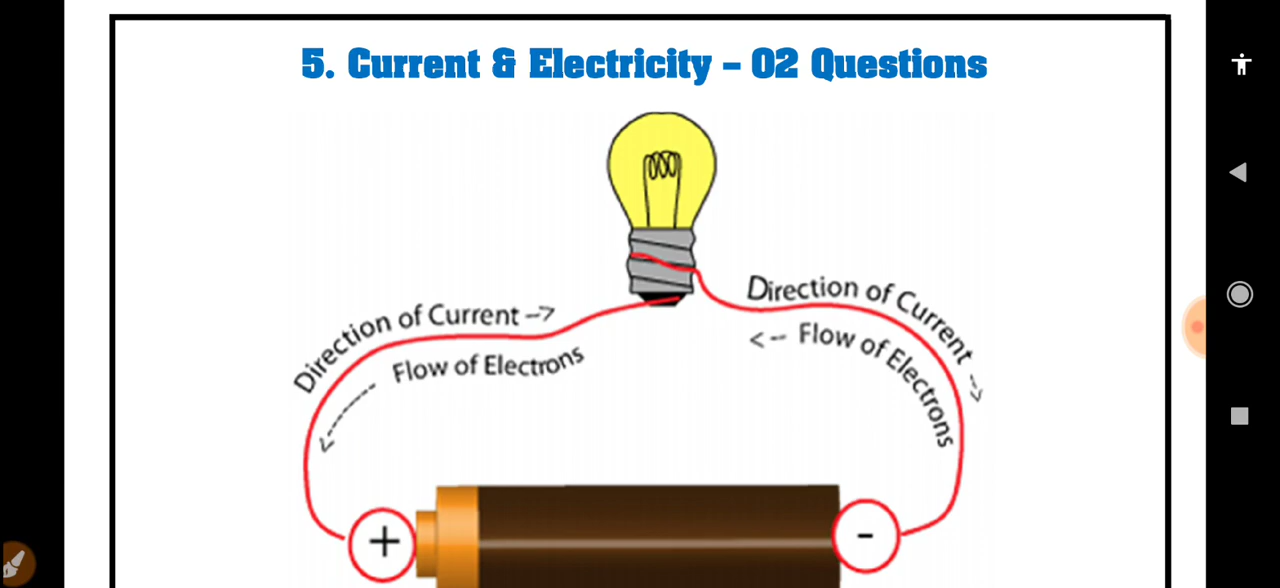 5. Current & Electricity – 02 Questions
Direction of Current -->
Flow of Electrons
Direction of Current -->
<-- Flow of Electrons
+
-